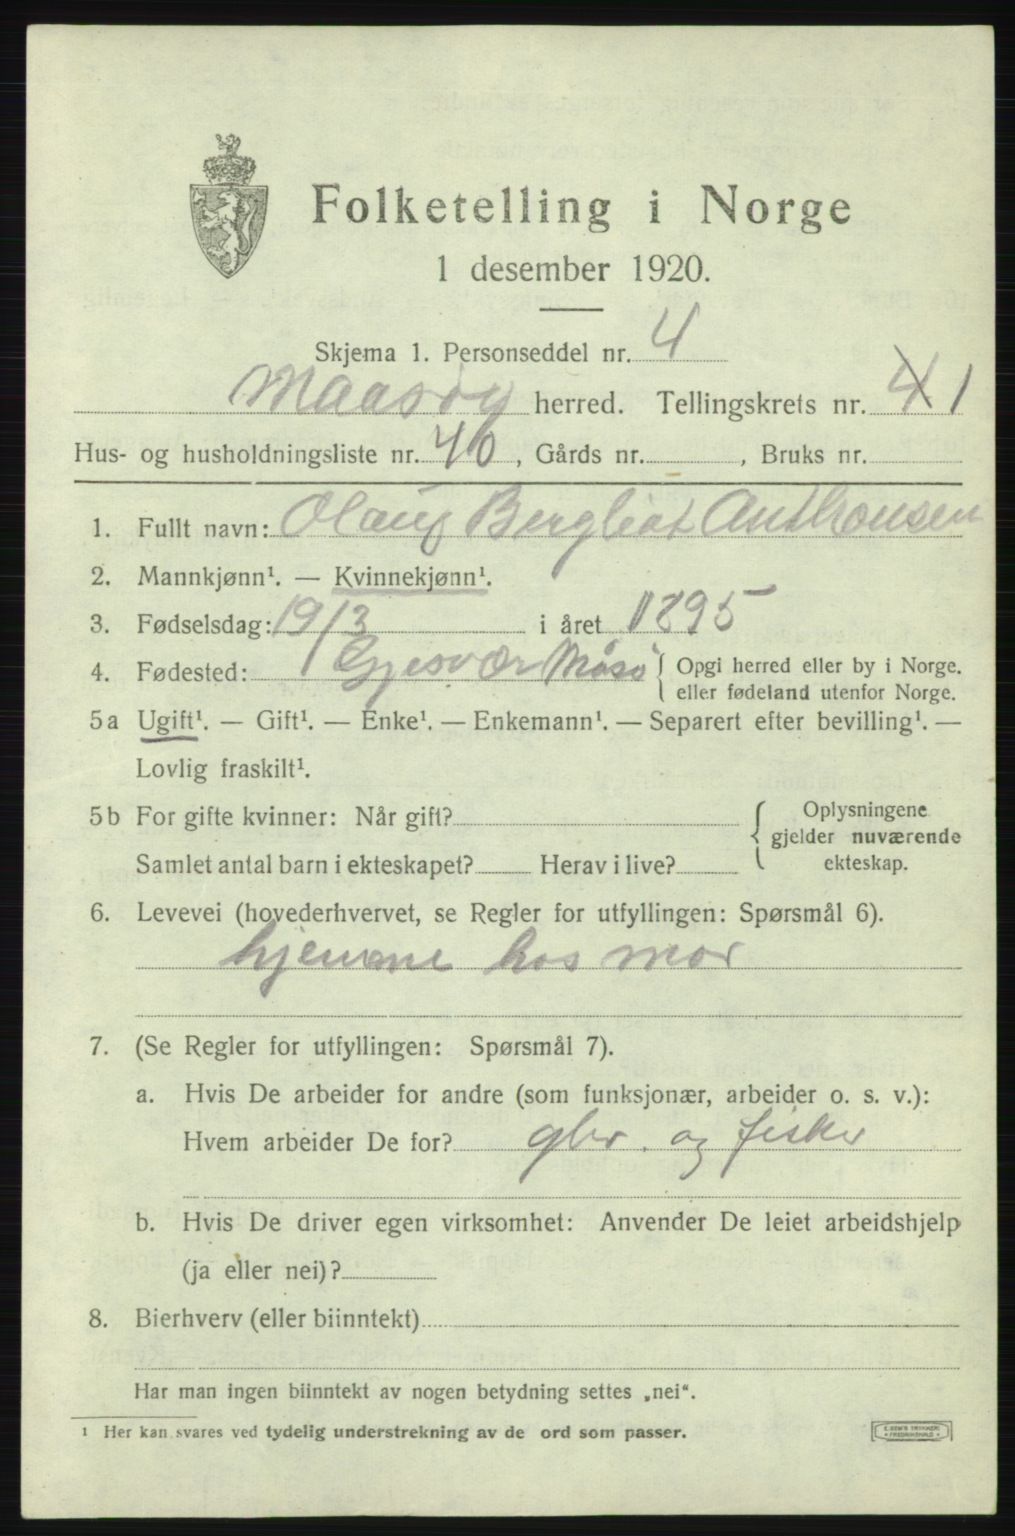 Folketelling i Norge
1 desember 1920.
Skjema 1. Personseddel nr. 4
Maasøy herred. Tellingskrets nr. 4 1
Hus- og husholdningsliste nr. 40, Gårds nr. , Bruks nr.
1. Fullt navn: Olaug Bergliot Anthonsen
2. Mannkjønn¹. — Kvinnekjønn¹.
3. Fødselsdag: 19/3 i året 1895
4. Fødested: Gjesvær Måsø { Opgi herred eller by i Norge.
eller fødeland utenfor Norge.
5a Ugift¹. — Gift¹. — Enke¹. — Enkemann¹. — Separert efter bevilling¹. —
Lovlig fraskilt¹.
5b For gifte kvinner: Når gift? { Oplysningene
gjelder nuværende
Samlet antal barn i ekteskapet? Herav i live? ekteskap.
6. Levevei (hovederhvervet, se Regler for utfyllingen: Spørsmål 6).
hjemme hos mor
7. (Se Regler for utfyllingen: Spørsmål 7).
a. Hvis De arbeider for andre (som funksjonær, arbeider o. s. v.):
Hvem arbeider De for? gbr. og fisker
b. Hvis De driver egen virksomhet: Anvender De leiet arbeidshjelp
(ja eller nei)?
8. Bierhverv (eller biinntekt)
Har man ingen biinntekt av nogen betydning settes „nei“.
¹ Her kan svares ved tydelig understrekning av de ord som passer.